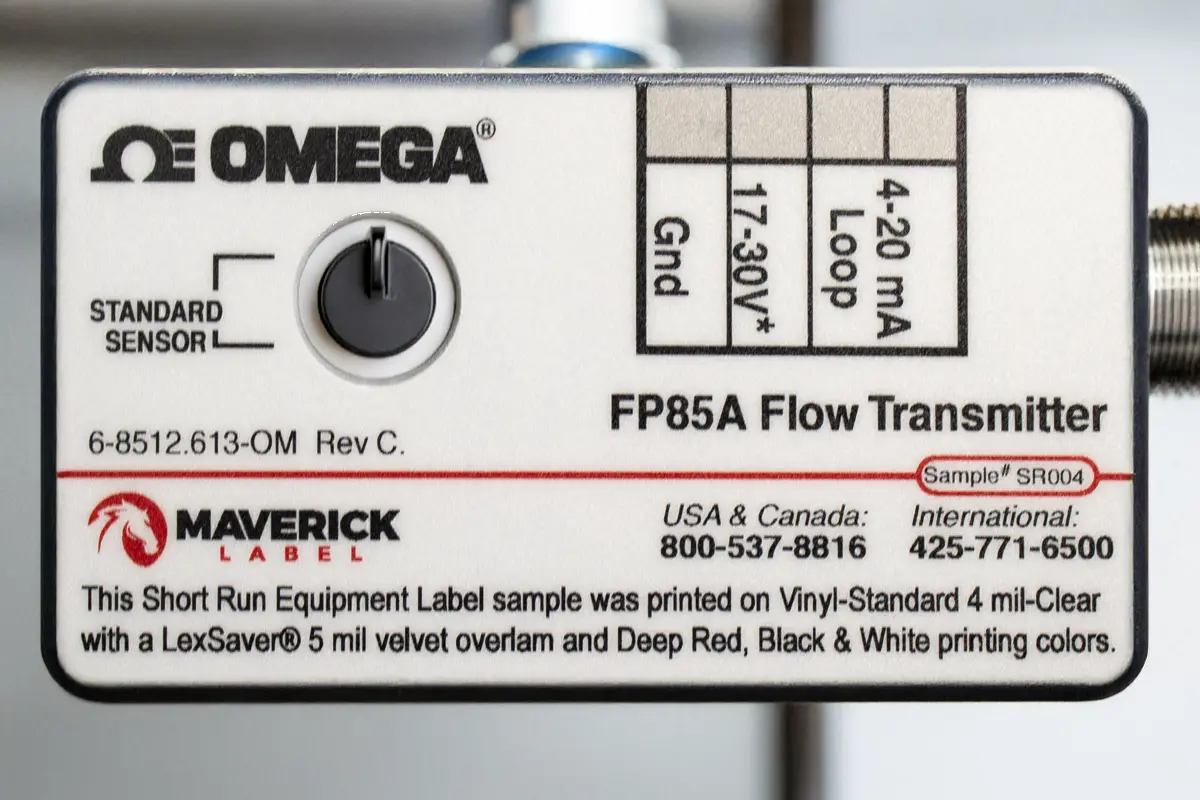 ΩE OMEGA®
STANDARD
SENSOR
Gnd
17-30V*
4-20 mA
Loop
FP85A Flow Transmitter
6-8512.613-OM Rev C.
Sample# SR004
MAVERICK
LABEL
USA & Canada:
800-537-8816
International:
425-771-6500
This Short Run Equipment Label sample was printed on Vinyl-Standard 4 mil-Clear
with a LexSaver® 5 mil velvet overlam and Deep Red, Black & White printing colors.